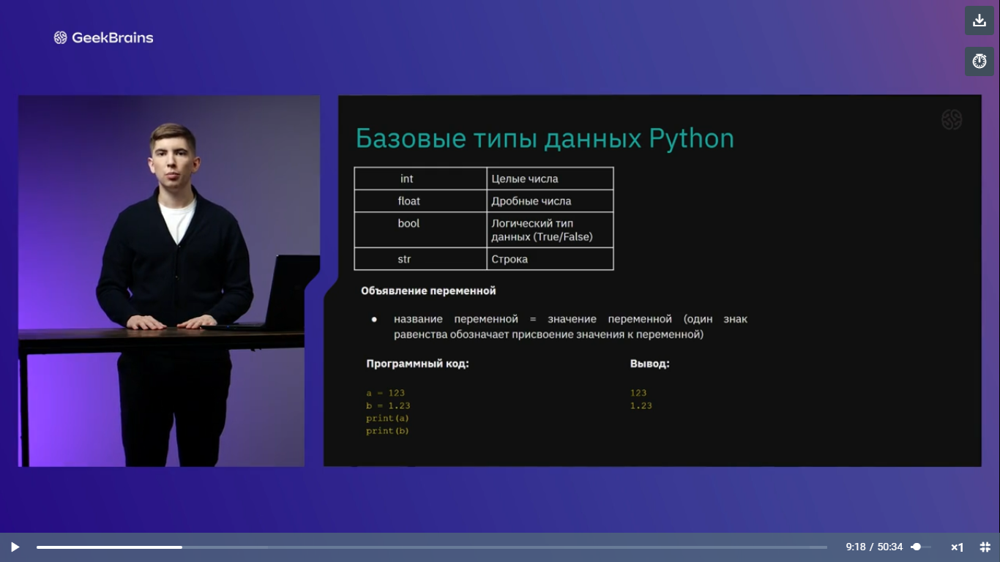 GeekBrains
Базовые типы данных Python
int Целые числа
float Дробные числа
bool Логический тип
данных (True/False)
str Строка
Объявление переменной
● название переменной = значение переменной (один знак
равенства обозначает присвоение значения к переменной)
Программный код: Вывод:
a = 123 123
b = 1.23 1.23
print(a)
print(b)
9:18 / 50:34 ×1